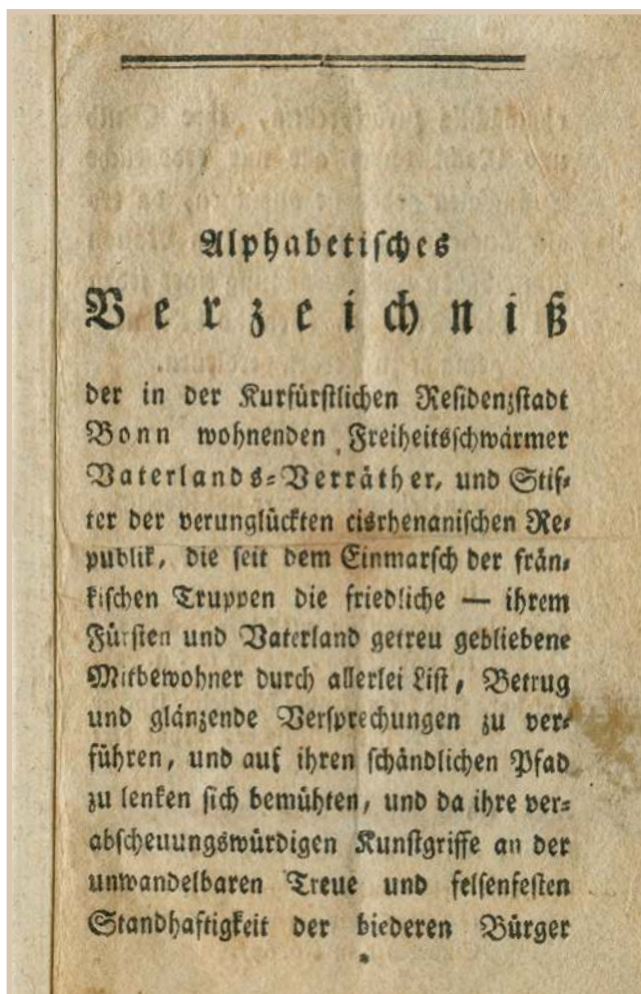 Alphabetisches
Verzeichniß
der in der Kurfürstlichen Residenzstadt
Bonn wohnenden Freiheitsschwärmer
Vaterlands-Verräther, und Stif-
ter der verunglückten cisrhenanischen Re-
publik, die seit dem Einmarsch der frän-
kischen Truppen die friedliche — ihrem
Fürsten und Vaterland getreu gebliebene
Mitbewohner durch allerlei List, Betrug
und glänzende Versprechungen zu ver-
führen, und auf ihren schändlichen Pfad
zu lenken sich bemühten, und da ihre ver-
abscheuungswürdigen Kunstgriffe an der
unwandelbaren Treue und felsenfesten
Standhaftigkeit der biederen Bürger
*